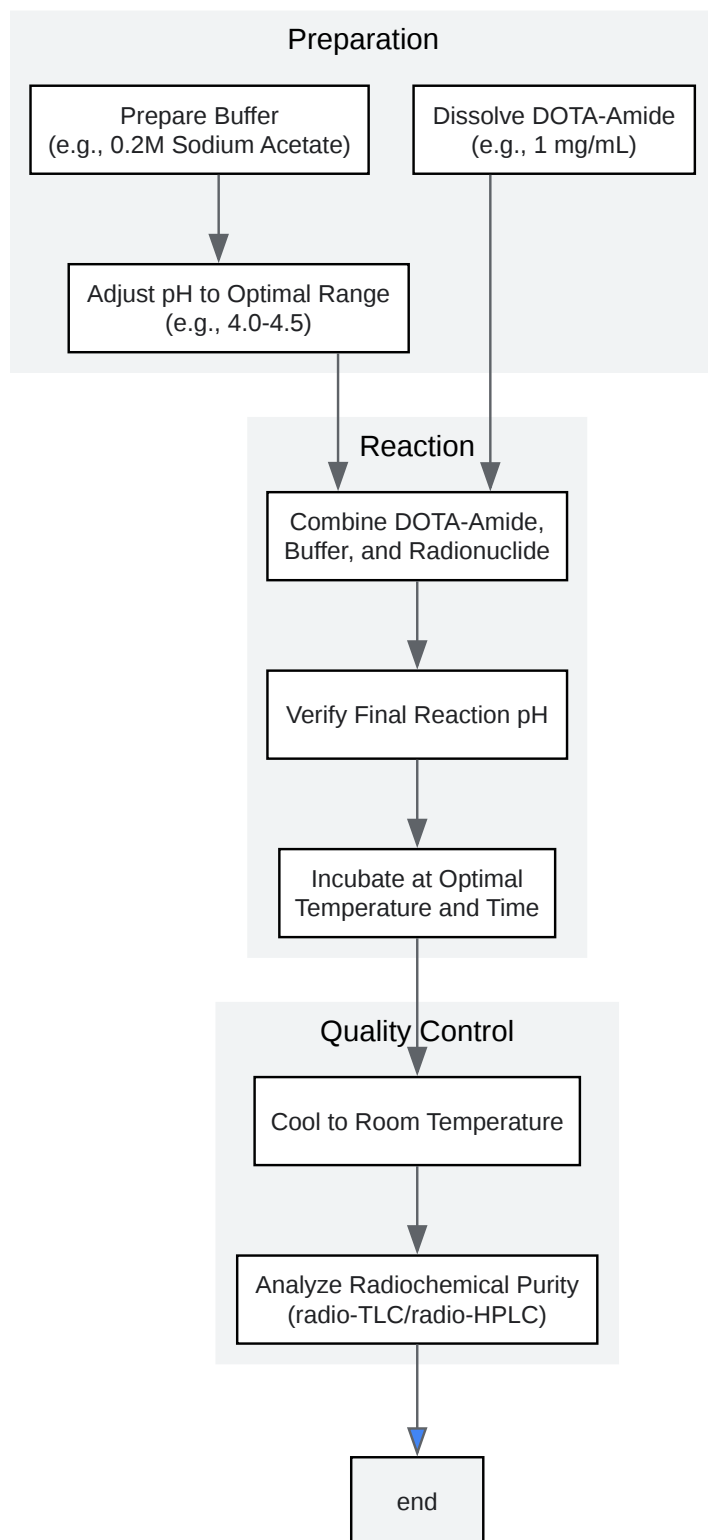 Preparation
Prepare Buffer
(e.g., 0.2M Sodium Acetate)
Dissolve DOTA-Amide
(e.g., 1 mg/mL)
Adjust pH to Optimal Range
(e.g., 4.0-4.5)
Reaction
Combine DOTA-Amide,
Buffer, and Radionuclide
Verify Final Reaction pH
Incubate at Optimal
Temperature and Time
Quality Control
Cool to Room Temperature
Analyze Radiochemical Purity
(radio-TLC/radio-HPLC)
end